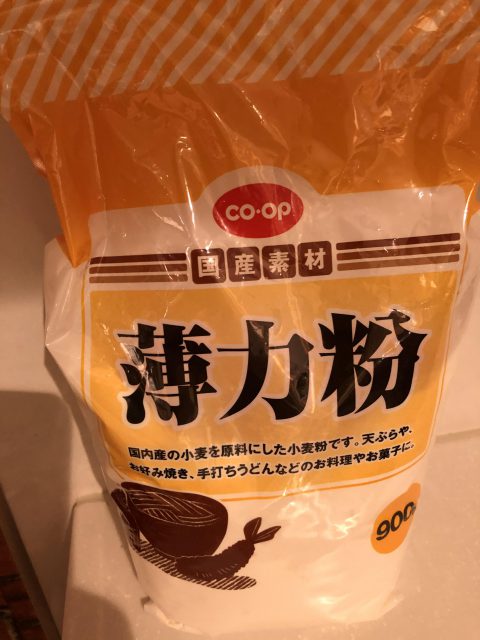 CO·OP
国産素材
薄力粉
国内産の小麦を原料にした小麦粉です。天ぷらや、
お好み焼き、手打ちうどんなどのお料理やお菓子に。
900